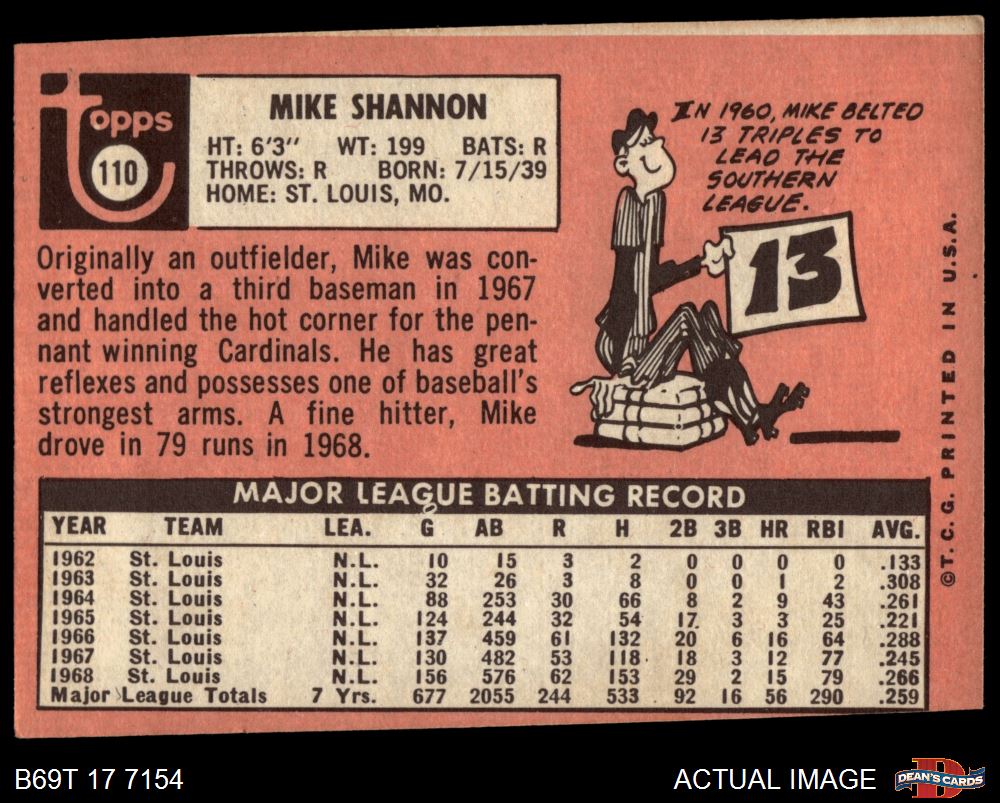 Topps
110
MIKE SHANNON
HT: 6'3" WT: 199 BATS: R
THROWS: R BORN: 7/15/39
HOME: ST. LOUIS, MO.
IN 1960, MIKE BELTED
13 TRIPLES TO
LEAD THE
SOUTHERN
LEAGUE.
13
Originally an outfielder, Mike was con-
verted into a third baseman in 1967
and handled the hot corner for the pen-
nant winning Cardinals. He has great
reflexes and possesses one of baseball's
strongest arms. A fine hitter, Mike
drove in 79 runs in 1968.
MAJOR LEAGUE BATTING RECORD
YEAR TEAM LEA. G AB R H 2B 3B HR RBI AVG.
1962 St. Louis N.L. 10 15 3 2 0 0 0 0 .133
1963 St. Louis N.L. 32 26 3 8 0 0 1 2 .308
1964 St. Louis N.L. 88 253 30 66 8 2 9 43 .261
1965 St. Louis N.L. 124 244 32 54 17 3 3 25 .221
1966 St. Louis N.L. 137 459 61 132 20 6 16 64 .288
1967 St. Louis N.L. 130 482 53 118 18 3 12 77 .245
1968 St. Louis N.L. 156 576 62 153 29 2 15 79 .266
Major League Totals 7 Yrs. 677 2055 244 533 92 16 56 290 .259
©T.C.G. PRINTED IN U.S.A.
B69T 17 7154
ACTUAL IMAGE
DEAN'S CARDS